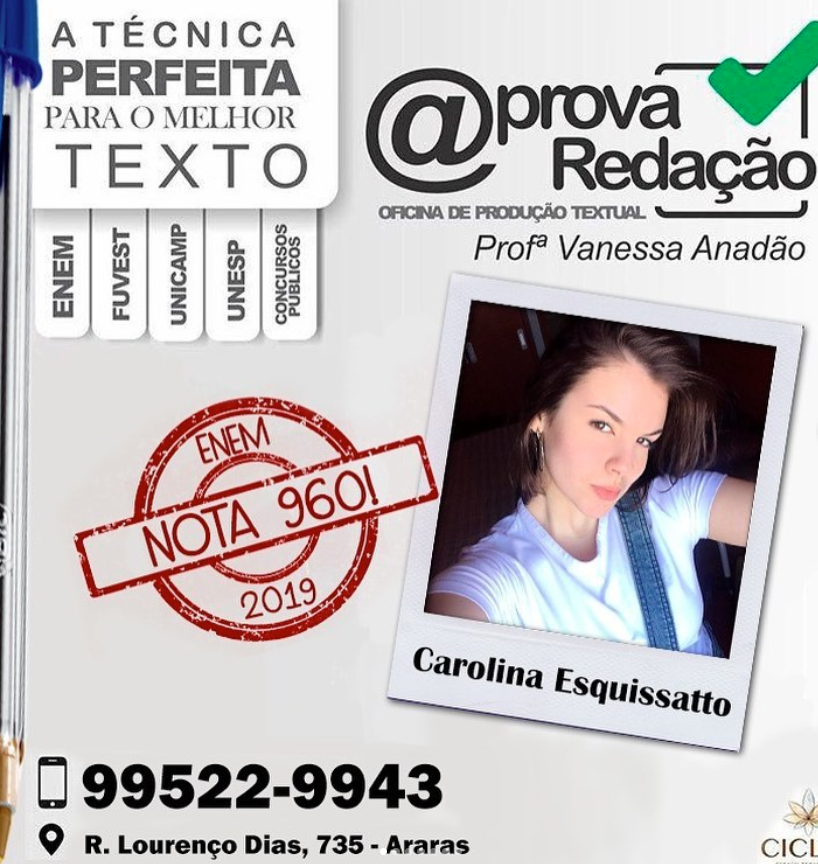 A TÉCNICA
PERFEITA
PARA O MELHOR
TEXTO
ENEM
FUVEST
UNICAMP
UNESP
CONCURSOS
PÚBLICOS
@prova
Redação
OFICINA DE PRODUÇÃO TEXTUAL
Profª Vanessa Anadão
ENEM
NOTA 960!
2019
Carolina Esquissatto
99522-9943
R. Lourenço Dias, 735 - Araras